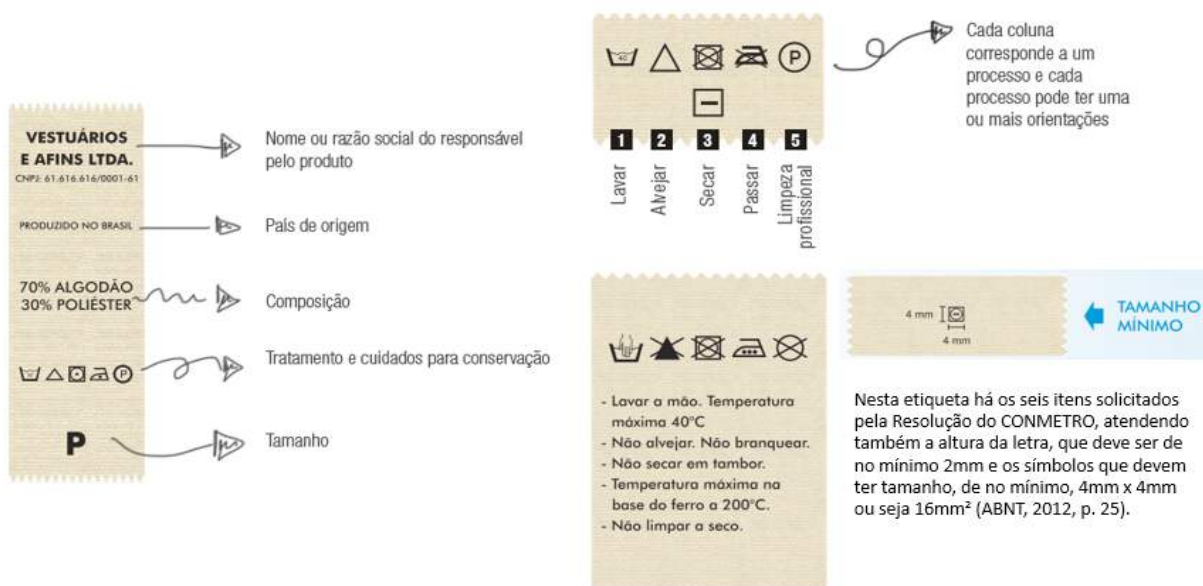 VESTUÁRIOS
E AFINS LTDA.
CNPJ: 61.616.616/0001-61
PRODUZIDO NO BRASIL
70% ALGODÃO
30% POLIÉSTER
40
P
P
Nome ou razão social do responsável
pelo produto
País de origem
Composição
Tratamento e cuidados para conservação
Tamanho
40
P
1 2 3 4 5
Lavar
Alvejar
Secar
Passar
Limpeza
profissional
Cada coluna
corresponde a um
processo e cada
processo pode ter uma
ou mais orientações
- Lavar a mão. Temperatura
máxima 40°C
- Não alvejar. Não branquear.
- Não secar em tambor.
- Temperatura máxima na
base do ferro a 200°C.
- Não limpar a seco.
4 mm
4 mm
TAMANHO
MÍNIMO
Nesta etiqueta há os seis itens solicitados
pela Resolução do CONMETRO, atendendo
também a altura da letra, que deve ser de
no mínimo 2mm e os símbolos que devem
ter tamanho, de no mínimo, 4mm x 4mm
ou seja 16mm² (ABNT, 2012, p. 25).